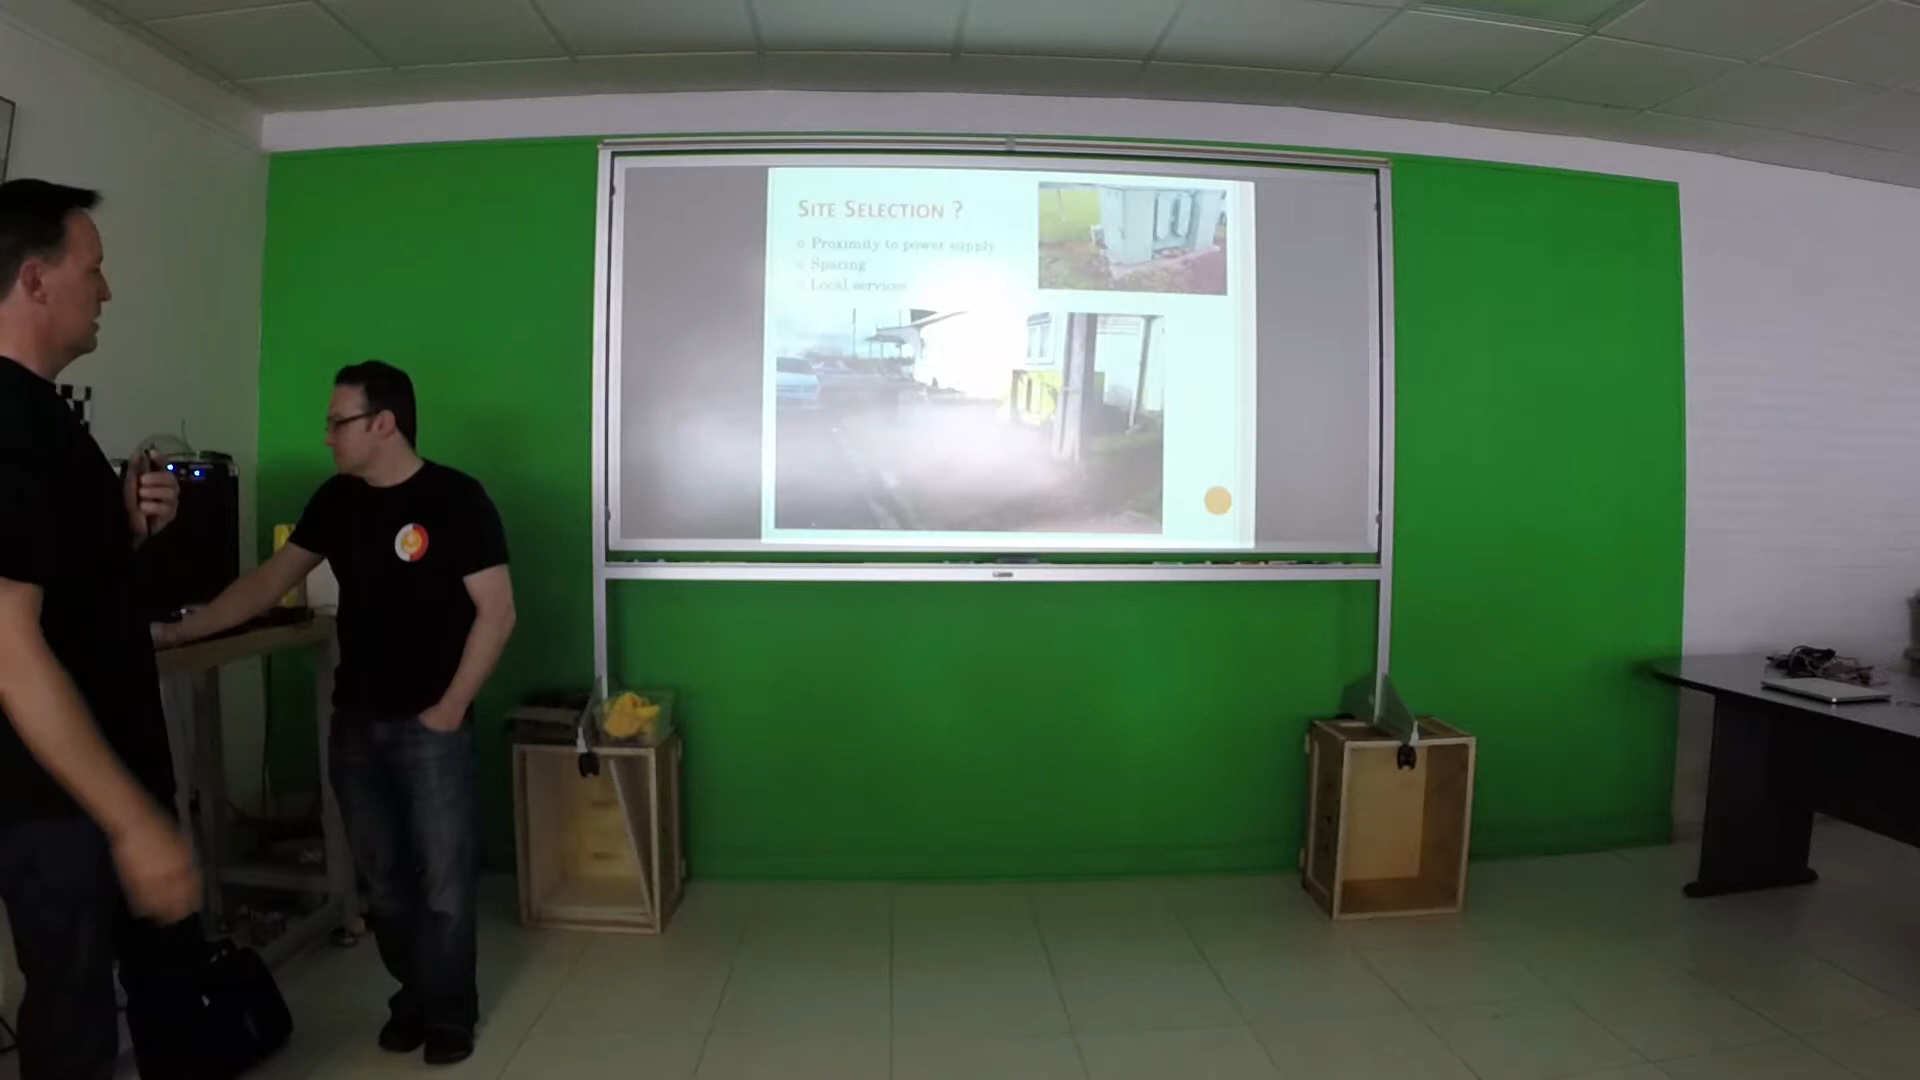 SITE SELECTION ?
Proximity to power supply
Spacing
Local services